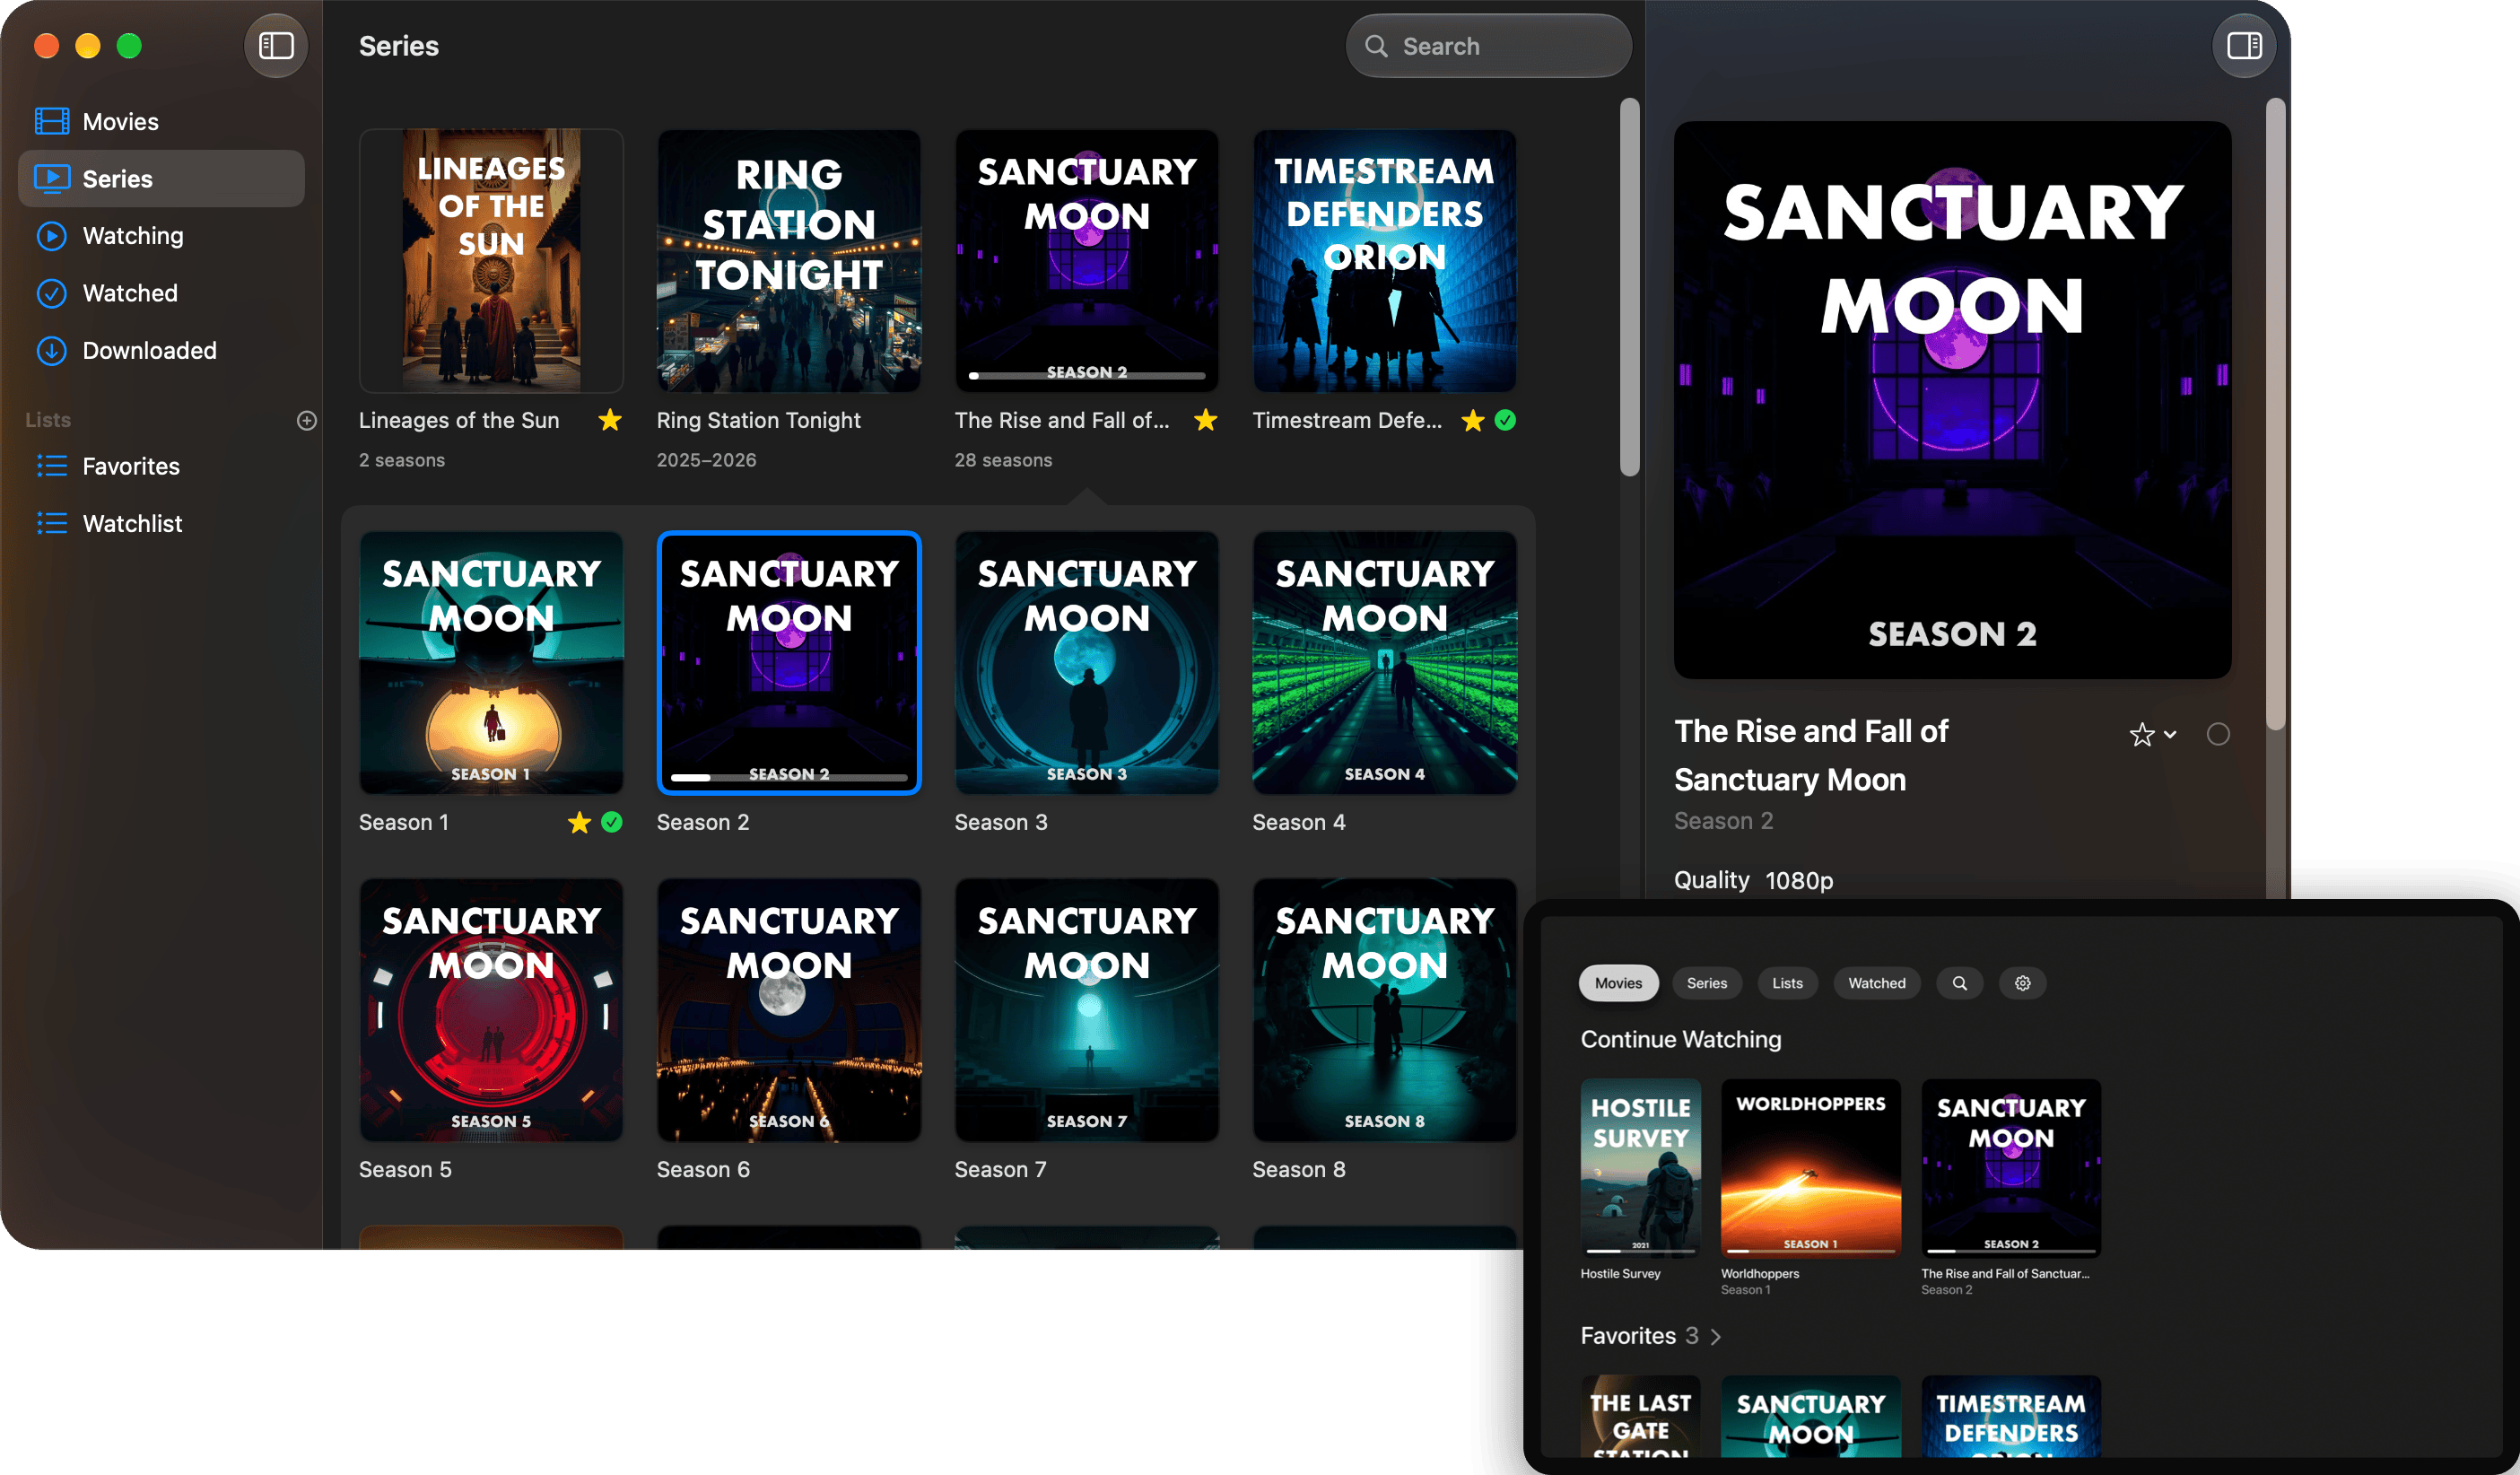 Series
Search
Movies
Series
Watching
Watched
Downloaded
Lists
Favorites
Watchlist
LINEAGES
OF THE
SUN
Lineages of the Sun
2 seasons
RING
STATION
TONIGHT
Ring Station Tonight
2025–2026
SANCTUARY
MOON
SEASON 2
The Rise and Fall of...
28 seasons
TIMESTREAM
DEFENDERS
ORION
Timestream Defe...
SANCTUARY
MOON
SEASON 1
Season 1
SANCTUARY
MOON
SEASON 2
Season 2
SANCTUARY
MOON
SEASON 3
Season 3
SANCTUARY
MOON
SEASON 4
Season 4
SANCTUARY
MOON
SEASON 5
Season 5
SANCTUARY
MOON
SEASON 6
Season 6
SANCTUARY
MOON
SEASON 7
Season 7
SANCTUARY
MOON
SEASON 8
Season 8
SANCTUARY
MOON
SEASON 2
The Rise and Fall of
Sanctuary Moon
Season 2
Quality 1080p
Movies Series Lists Watched
Continue Watching
HOSTILE
SURVEY
2021
Hostile Survey
WORLDHOPPERS
SEASON 1
Worldhoppers
Season 1
SANCTUARY
MOON
SEASON 2
The Rise and Fall of Sanctuar...
Season 2
Favorites 3
THE LAST
GATE
STATION
SANCTUARY
MOON
TIMESTREAM
DEFENDERS
ORION